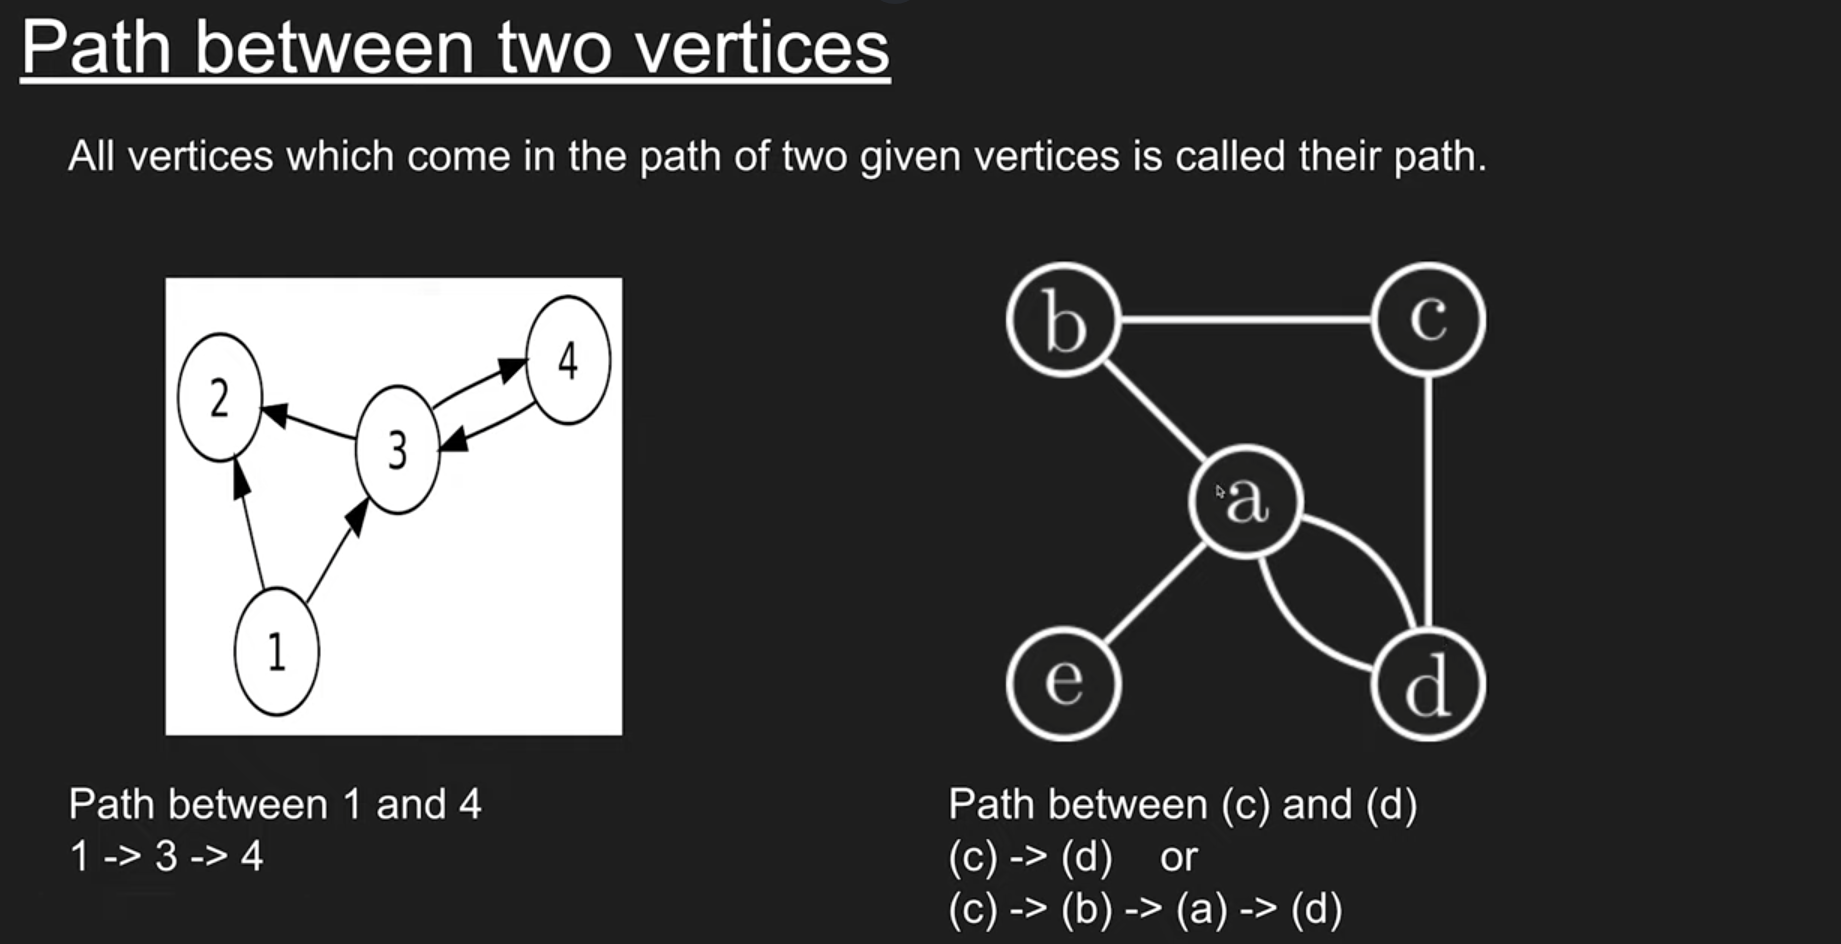 Path between two vertices
All vertices which come in the path of two given vertices is called their path.
2
3
4
1
b
c
a
e
d
Path between 1 and 4
1 -> 3 -> 4
Path between (c) and (d)
(c) -> (d) or
(c) -> (b) -> (a) -> (d)